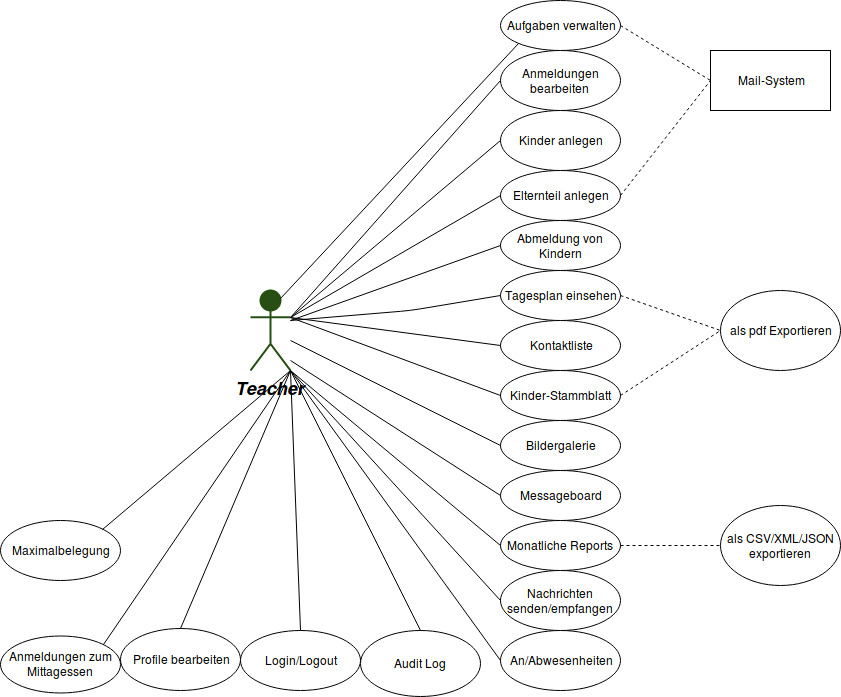 Aufgaben verwalten
Anmeldungen
bearbeiten
Mail-System
Kinder anlegen
Elternteil anlegen
Abmeldung von
Kindern
Tagesplan einsehen
als pdf Exportieren
Kontaktliste
Teacher
Kinder-Stammblatt
Bildergalerie
Messageboard
Monatliche Reports
als CSV/XML/JSON
exportieren
Maximalbelegung
Nachrichten
senden/empfangen
Anmeldungen zum
Mittagessen
Profile bearbeiten
Login/Logout
Audit Log
An/Abwesenheiten